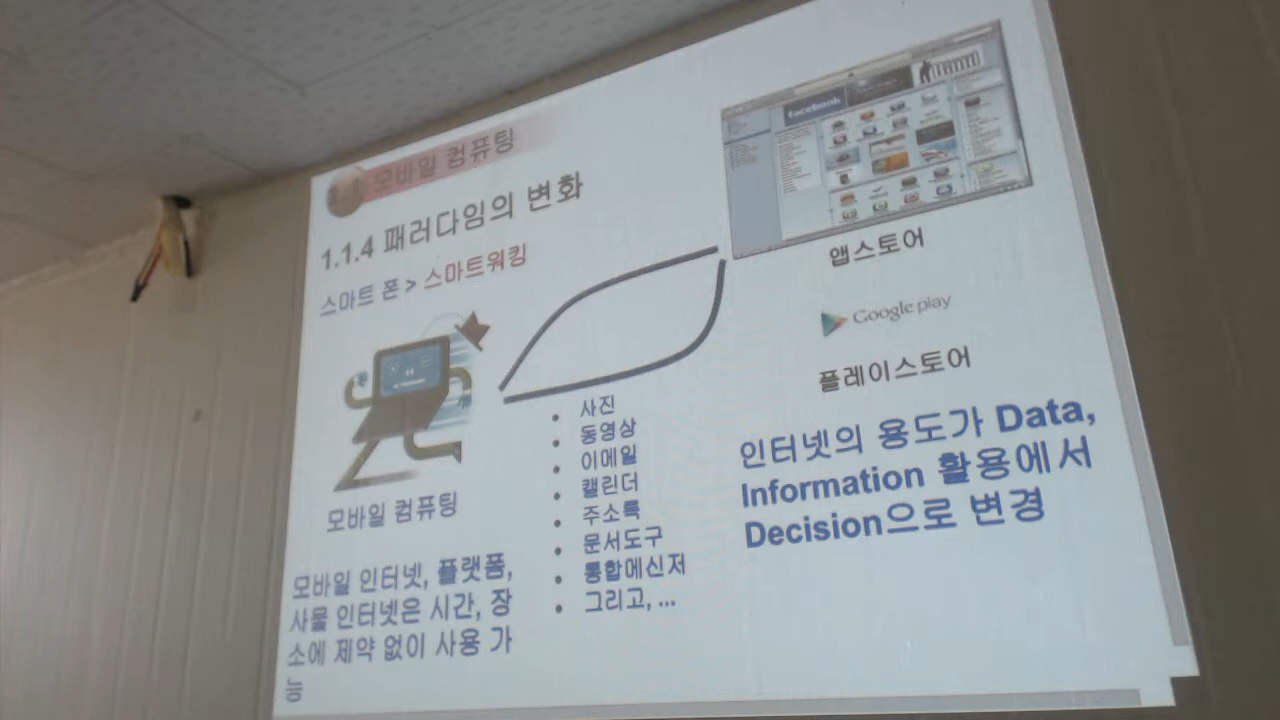 1.1 모바일 컴퓨팅
1.1.4 패러다임의 변화
스마트 폰 > 스마트워킹
facebook
앱스토어
Google play
플레이스토어
모바일 컴퓨팅
모바일 인터넷, 플랫폼,
사물 인터넷은 시간, 장
소에 제약 없이 사용 가
능
• 사진
• 동영상
• 이메일
• 캘린더
• 주소록
• 문서도구
• 통합메신저
• 그리고, ...
인터넷의 용도가 Data,
Information 활용에서
Decision으로 변경